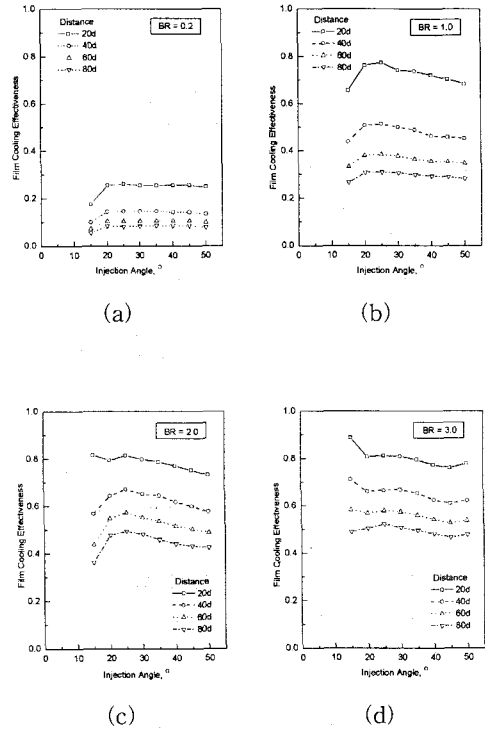 Distance
20d
40d
60d
80d
BR = 0.2
Film Cooling Effectiveness
1.0
0.8
0.6
0.4
0.2
0.0
0 10 20 30 40 50
Injection Angle, °
(a)
Distance
20d
40d
60d
80d
BR = 1.0
Film Cooling Effectiveness
1.0
0.8
0.6
0.4
0.2
0.0
0 10 20 30 40 50
Injection Angle, °
(b)
BR = 2.0
Film Cooling Effectiveness
1.0
0.8
0.6
0.4
0.2
0.0
Distance
20d
40d
60d
80d
0 10 20 30 40 50
Injection Angle, °
(c)
BR = 3.0
Film Cooling Effectiveness
1.0
0.8
0.6
0.4
0.2
0.0
Distance
20d
40d
60d
80d
0 10 20 30 40 50
Injection Angle, °
(d)